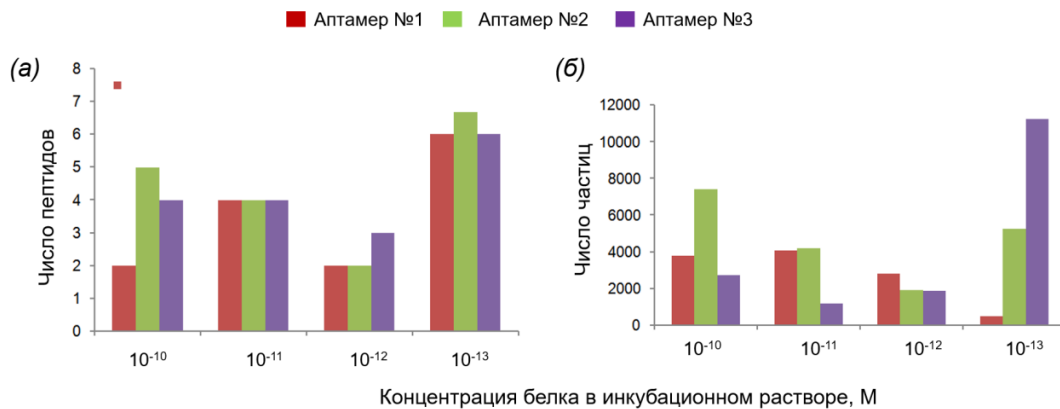 Аптамер №1 Аптамер №2 Аптамер №3
(а)
Число пептидов
8
7
6
5
4
3
2
1
0
10⁻¹⁰ 10⁻¹¹ 10⁻¹² 10⁻¹³
(б)
Число частиц
12000
10000
8000
6000
4000
2000
0
10⁻¹⁰ 10⁻¹¹ 10⁻¹² 10⁻¹³
Концентрация белка в инкубационном растворе, М